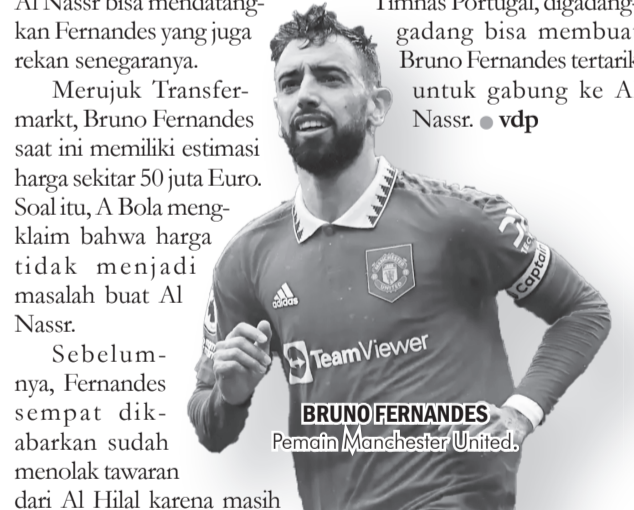 Al Nassr bisa mendatang-
kan Fernandes yang juga
rekan senegaranya.
Merujuk Transfer-
markt, Bruno Fernandes
saat ini memiliki estimasi
harga sekitar 50 juta Euro.
Soal itu, A Bola meng-
klaim bahwa harga
tidak menjadi
masalah buat Al
Nassr.
Sebelum-
nya, Fernandes
sempat dik-
abarkan sudah
menolak tawaran
dari Al Hilal karena masih
Timnas Portugal, digadang-
gadang bisa membua
Bruno Fernandes tertarik
untuk gabung ke A
Nassr. ● vdp
MANCHESTER
UNITED
adidas
Captain
TeamViewer
BRUNO FERNANDES
Pemain Manchester United.